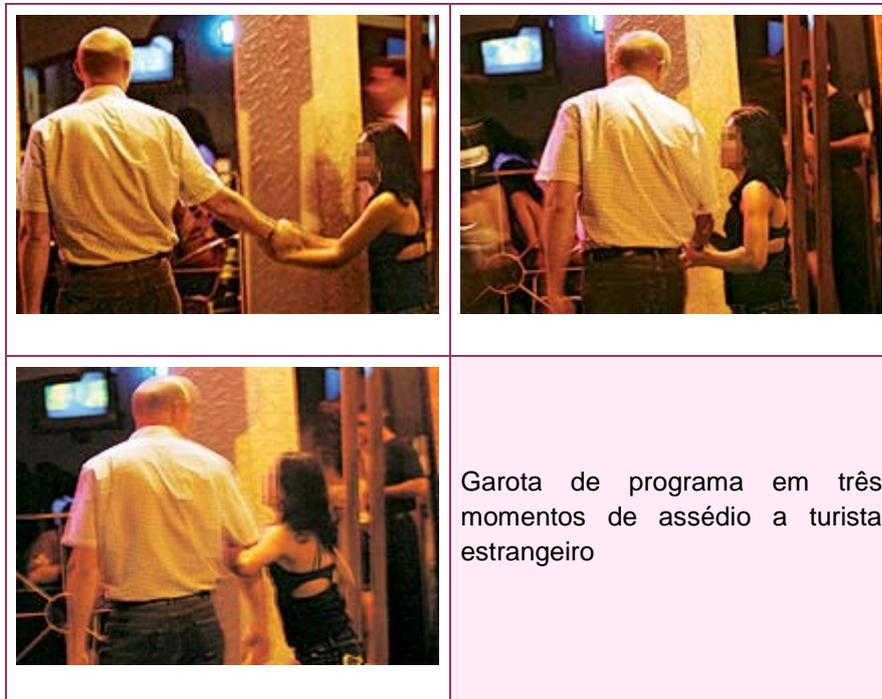 Garota de programa em três
momentos de assédio a turista
estrangeiro